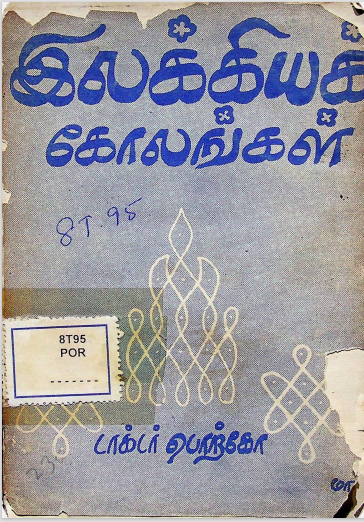 இலக்கியக்
கோலங்கள்
8T.95
8T95
POR
டாக்டர் பொற்கோ